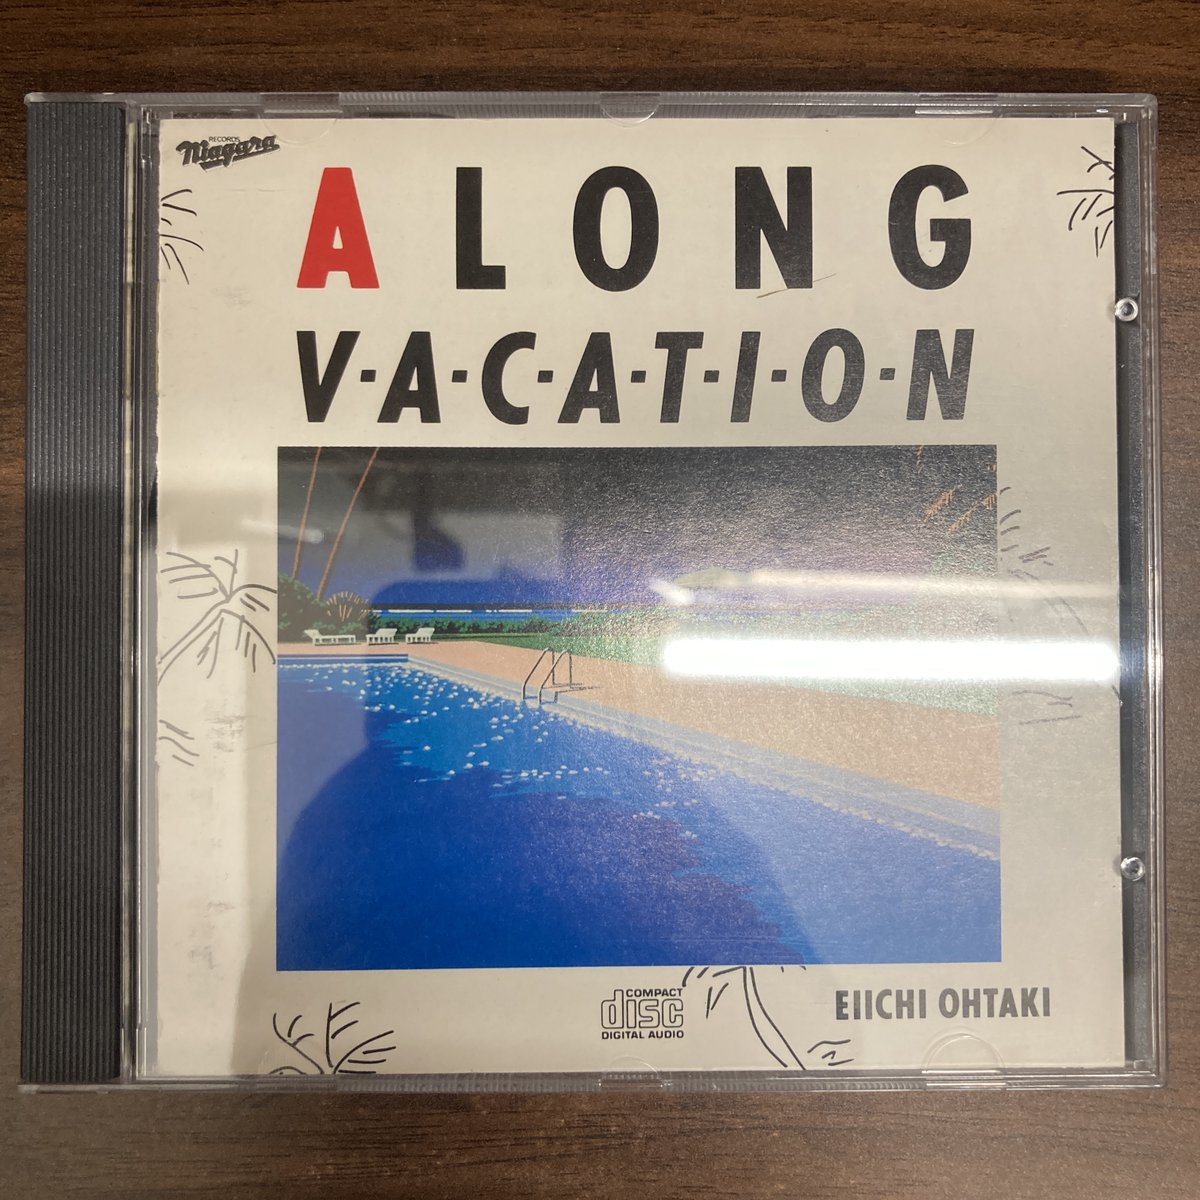 RECORDS
Niagara
A LONG
V·A·C·A·T·I·O·N
COMPACT
disc
DIGITAL AUDIO
EIICHI OHTAKI